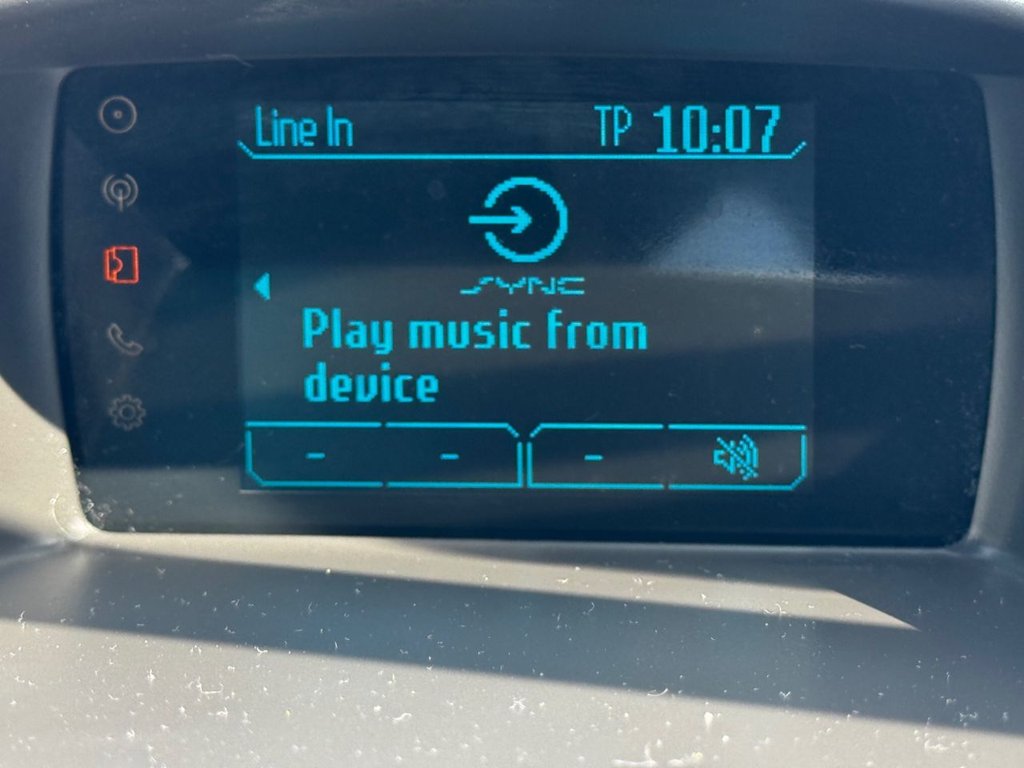 Line In TP 10:07
SYNC
Play music from
device